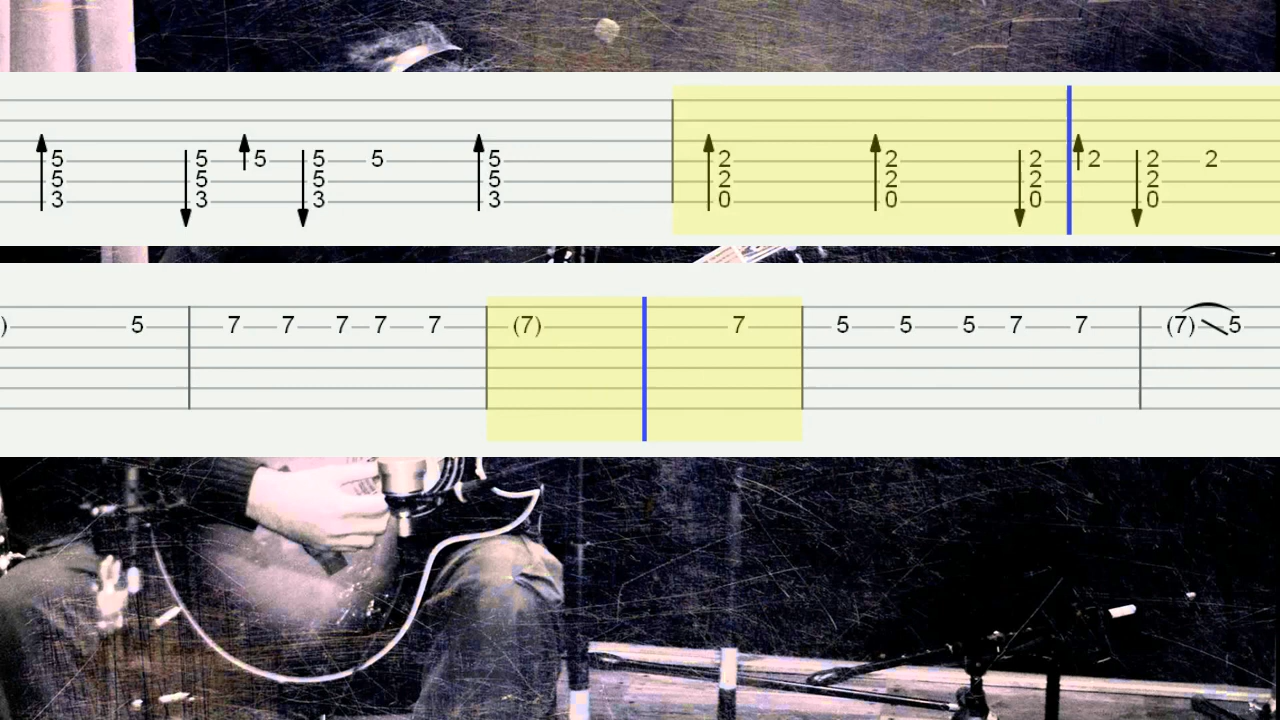 5 5 5 5 5 5 2 2 2 2 2 2
5 5 5 5 2 2 2 2
3 3 3 3 0 0 0 0
) 5 7 7 7 7 7 (7) 7 5 5 5 7 7 (7) 5